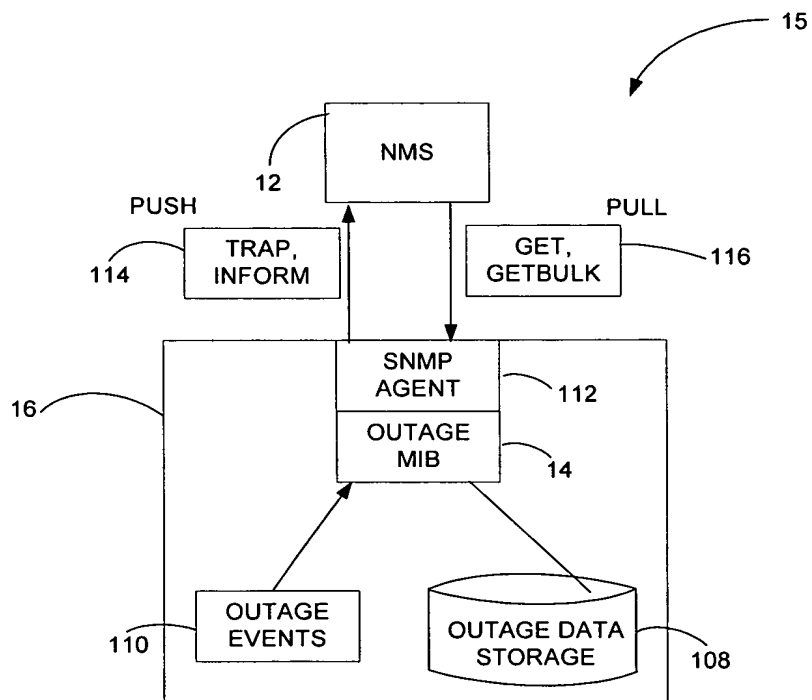 15
NMS
12
PUSH
PULL
TRAP,
INFORM
114
GET,
GETBULK
116
SNMP
AGENT
112
16
OUTAGE
MIB
14
OUTAGE
EVENTS
110
OUTAGE DATA
STORAGE
108